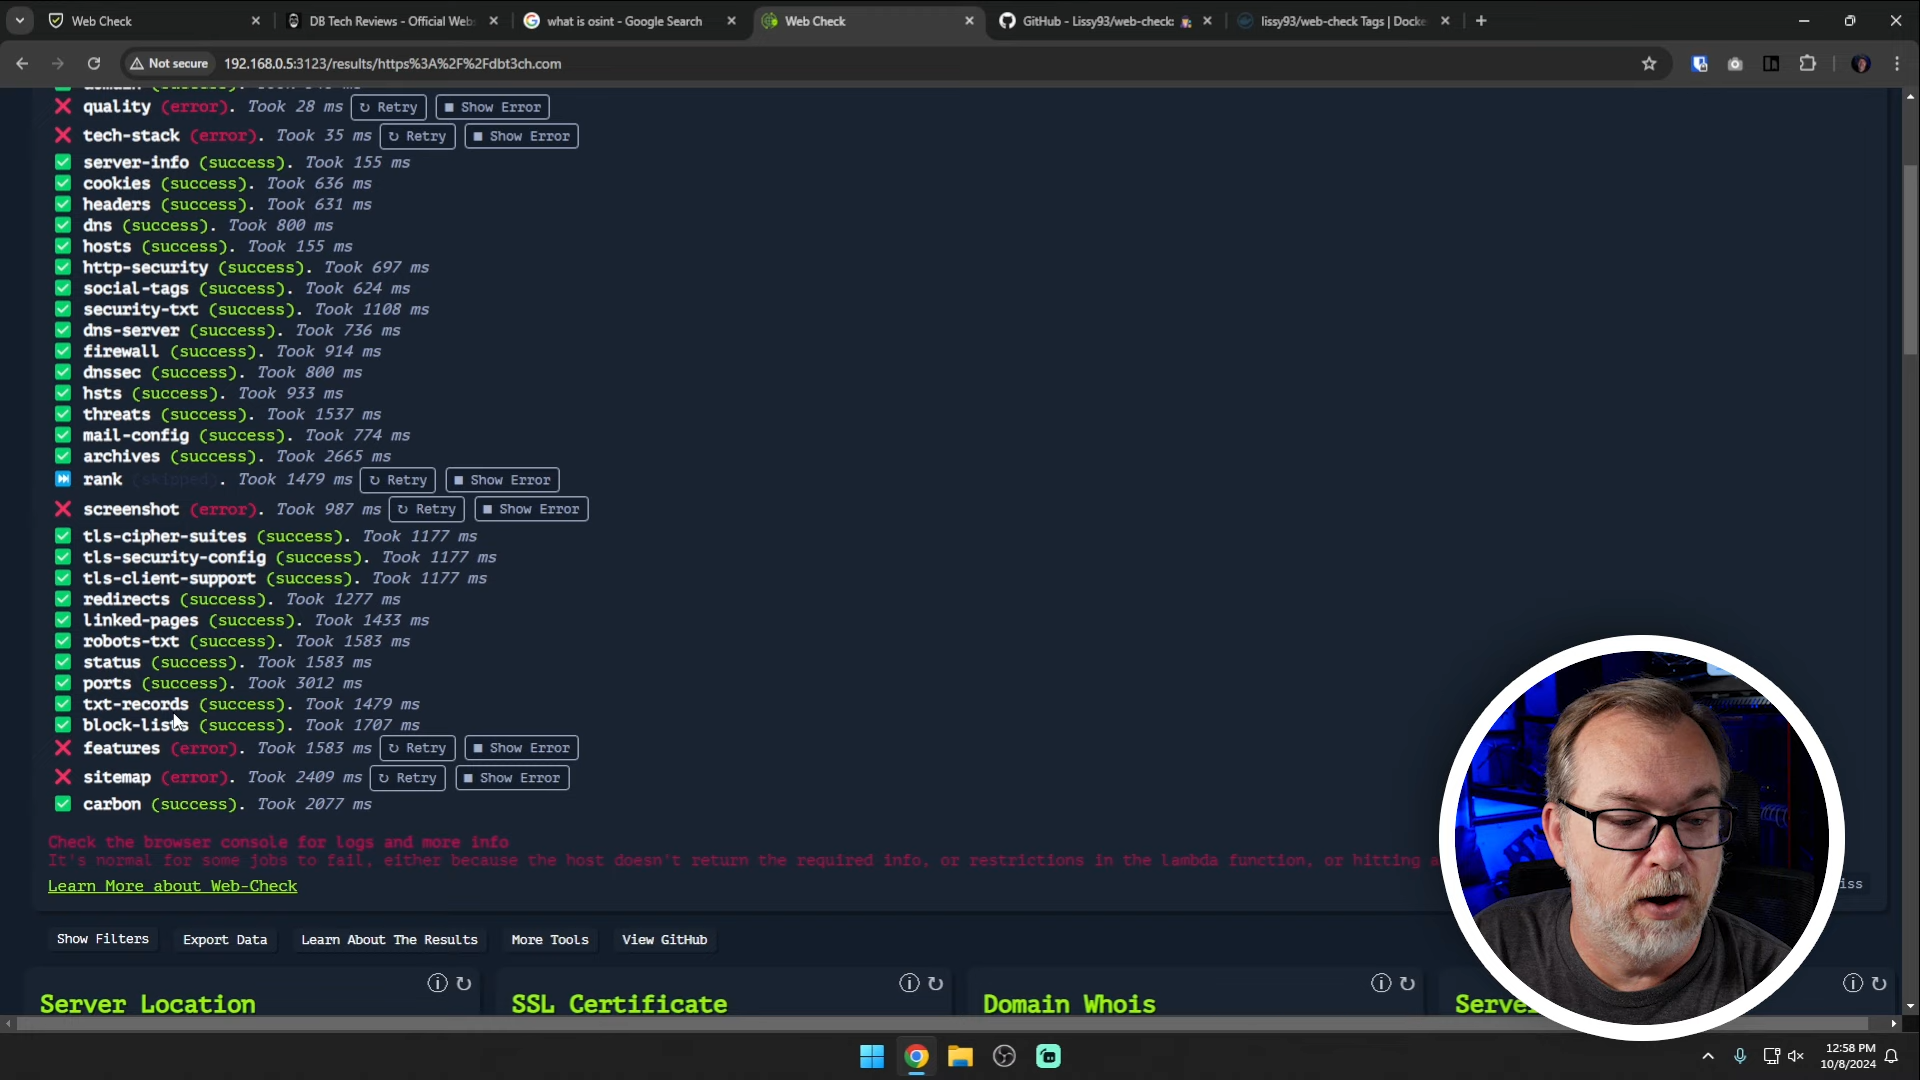 Web Check
DB Tech Reviews - Official Web
what is osint - Google Search
Web Check
GitHub - Lissy93/web-check:
lissy93/web-check Tags | Docke
Not secure
192.168.0.5:3123/results/https%3A%2F%2Fdbt3ch.com
quality (error). Took 28 ms ↻ Retry ■ Show Error
tech-stack (error). Took 35 ms ↻ Retry ■ Show Error
server-info (success). Took 155 ms
cookies (success). Took 636 ms
headers (success). Took 631 ms
dns (success). Took 800 ms
hosts (success). Took 155 ms
http-security (success). Took 697 ms
social-tags (success). Took 624 ms
security-txt (success). Took 1108 ms
dns-server (success). Took 736 ms
firewall (success). Took 914 ms
dnssec (success). Took 800 ms
hsts (success). Took 933 ms
threats (success). Took 1537 ms
mail-config (success). Took 774 ms
archives (success). Took 2665 ms
rank (skipped). Took 1479 ms ↻ Retry ■ Show Error
screenshot (error). Took 987 ms ↻ Retry ■ Show Error
tls-cipher-suites (success). Took 1177 ms
tls-security-config (success). Took 1177 ms
tls-client-support (success). Took 1177 ms
redirects (success). Took 1277 ms
linked-pages (success). Took 1433 ms
robots-txt (success). Took 1583 ms
status (success). Took 1583 ms
ports (success). Took 3012 ms
txt-records (success). Took 1479 ms
block-lists (success). Took 1707 ms
features (error). Took 1583 ms ↻ Retry ■ Show Error
sitemap (error). Took 2409 ms ↻ Retry ■ Show Error
carbon (success). Took 2077 ms
Check the browser console for logs and more info
It's normal for some jobs to fail, either because the host doesn't return the required info, or restrictions in the lambda function, or hitting a
Learn More about Web-Check
iss
Show Filters
Export Data
Learn About The Results
More Tools
View GitHub
Server Location
SSL Certificate
Domain Whois
Serve
12:58 PM
10/8/2024